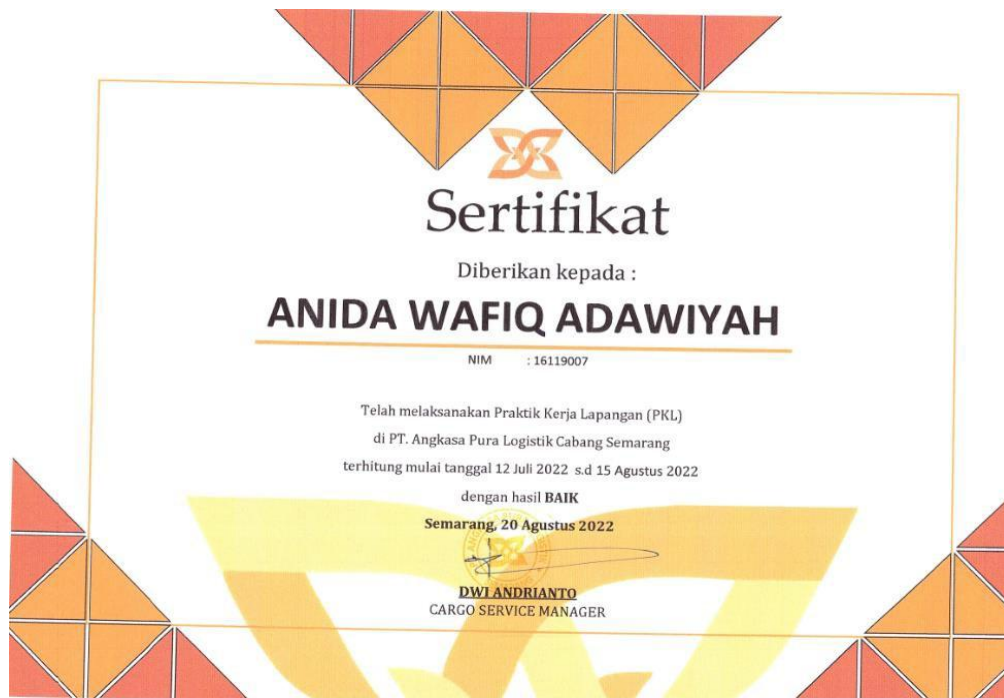 Sertifikat
Diberikan kepada :
ANIDA WAFIQ ADAWIYAH
NIM : 16119007
Telah melaksanakan Praktik Kerja Lapangan (PKL)
di PT. Angkasa Pura Logistik Cabang Semarang
terhitung mulai tanggal 12 Juli 2022 s.d 15 Agustus 2022
dengan hasil BAIK
Semarang, 20 Agustus 2022
DWI ANDRIANTO
CARGO SERVICE MANAGER